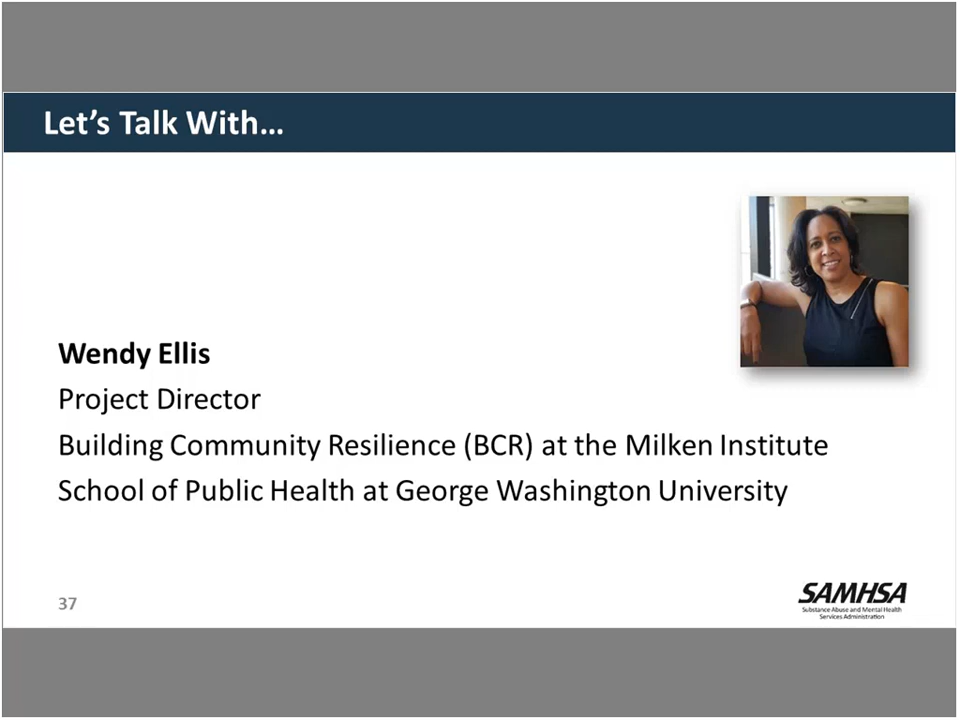 Let's Talk With…
Wendy Ellis
Project Director
Building Community Resilience (BCR) at the Milken Institute
School of Public Health at George Washington University
37
SAMHSA
Substance Abuse and Mental Health
Services Administration